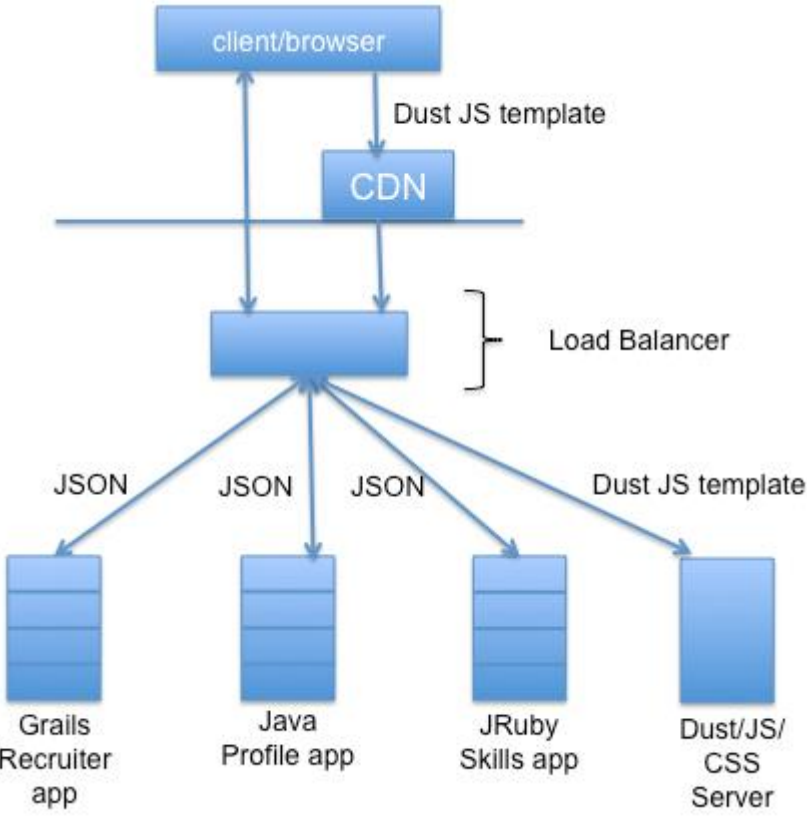 client/browser
Dust JS template
CDN
Load Balancer
JSON
JSON
JSON
Dust JS template
Grails
Recruiter
app
Java
Profile app
JRuby
Skills app
Dust/JS/
CSS
Server